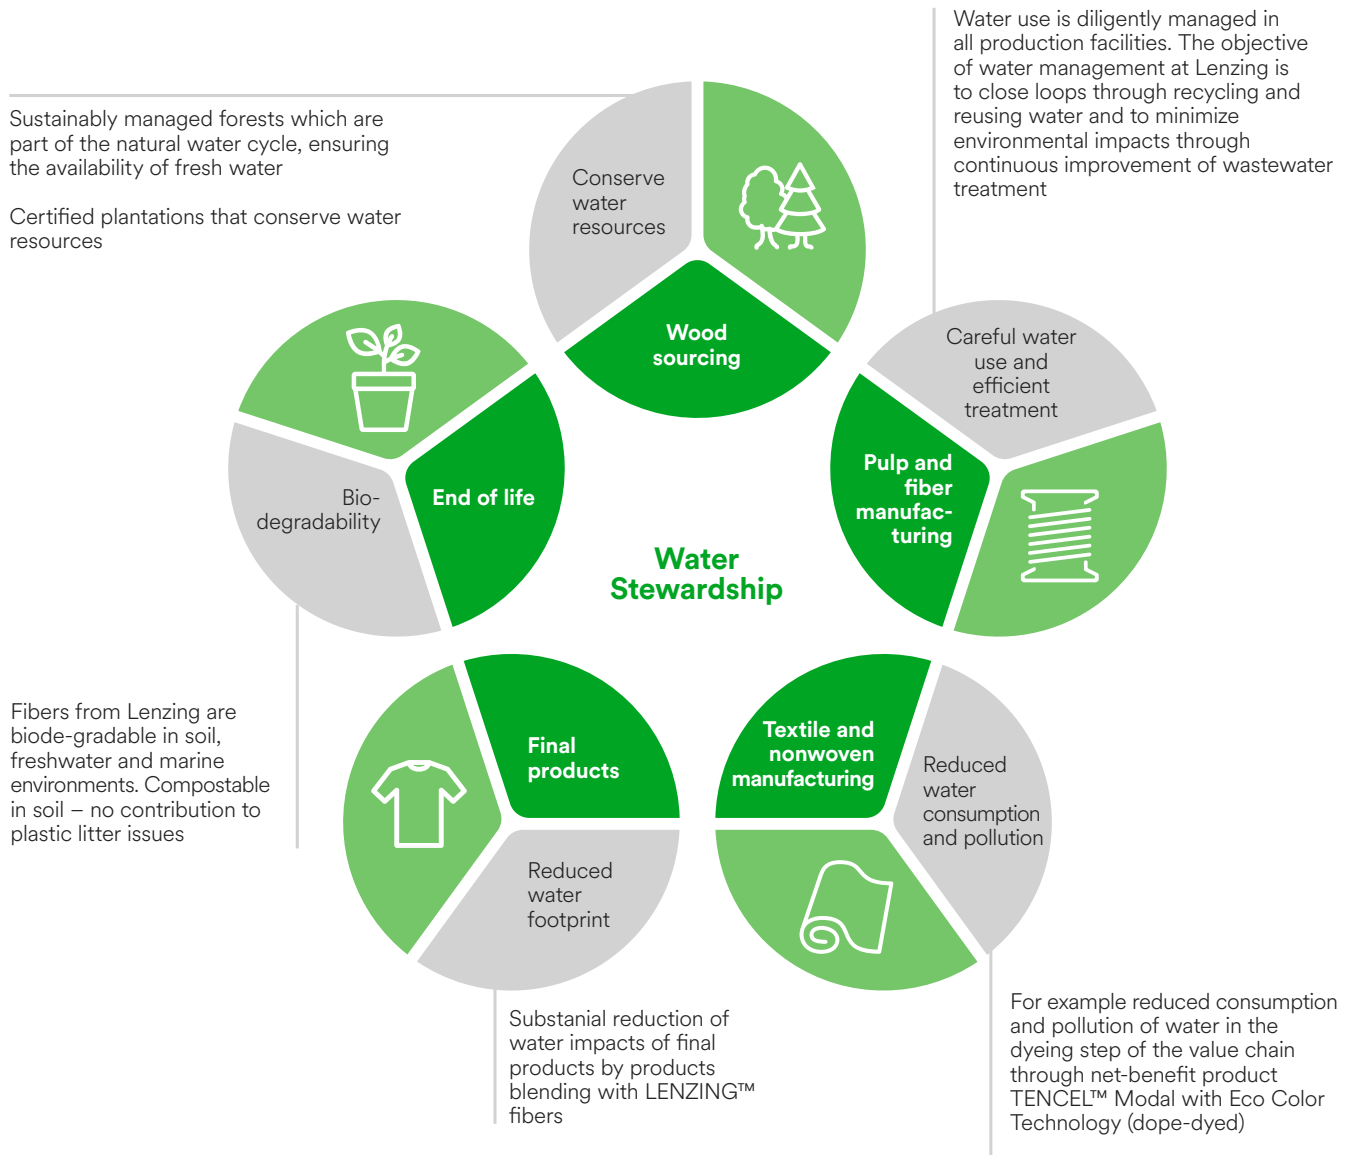 Water use is diligently managed in
all production facilities. The objective
of water management at Lenzing is
to close loops through recycling and
reusing water and to minimize
environmental impacts through
continuous improvement of wastewater
treatment
Sustainably managed forests which are
part of the natural water cycle, ensuring
the availability of fresh water
Certified plantations that conserve water
resources
Conserve
water
resources
Wood
sourcing
Careful water
use and
efficient
treatment
Pulp and
fiber
manufac-
turing
Bio-
degradability
End of life
Water
Stewardship
Fibers from Lenzing are
biode-gradable in soil,
freshwater and marine
environments. Compostable
in soil – no contribution to
plastic litter issues
Final
products
Reduced
water
footprint
Textile and
nonwoven
manufacturing
Reduced
water
consumption
and pollution
Substanial reduction of
water impacts of final
products by products
blending with LENZING™
fibers
For example reduced consumption
and pollution of water in the
dyeing step of the value chain
through net-benefit product
TENCEL™ Modal with Eco Color
Technology (dope-dyed)